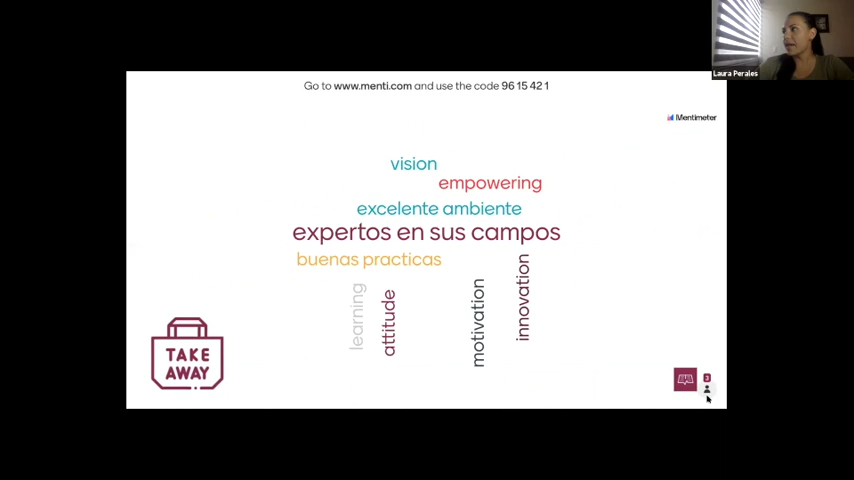 Laura Perales
Go to www.menti.com and use the code 96 15 42 1
Mentimeter
vision
empowering
excelente ambiente
expertos en sus campos
buenas practicas
learning
attitude
motivation
innovation
TAKE
AWAY
3